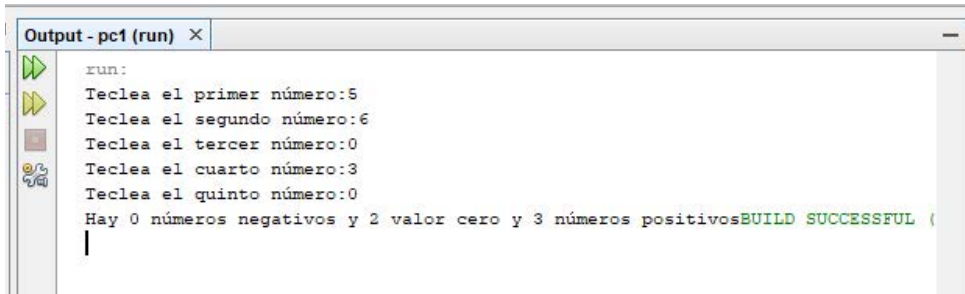 Output - pc1 (run) ×
run:
Teclea el primer número:5
Teclea el segundo número:6
Teclea el tercer número:0
Teclea el cuarto número:3
Teclea el quinto número:0
Hay 0 números negativos y 2 valor cero y 3 números positivosBUILD SUCCESSFUL (